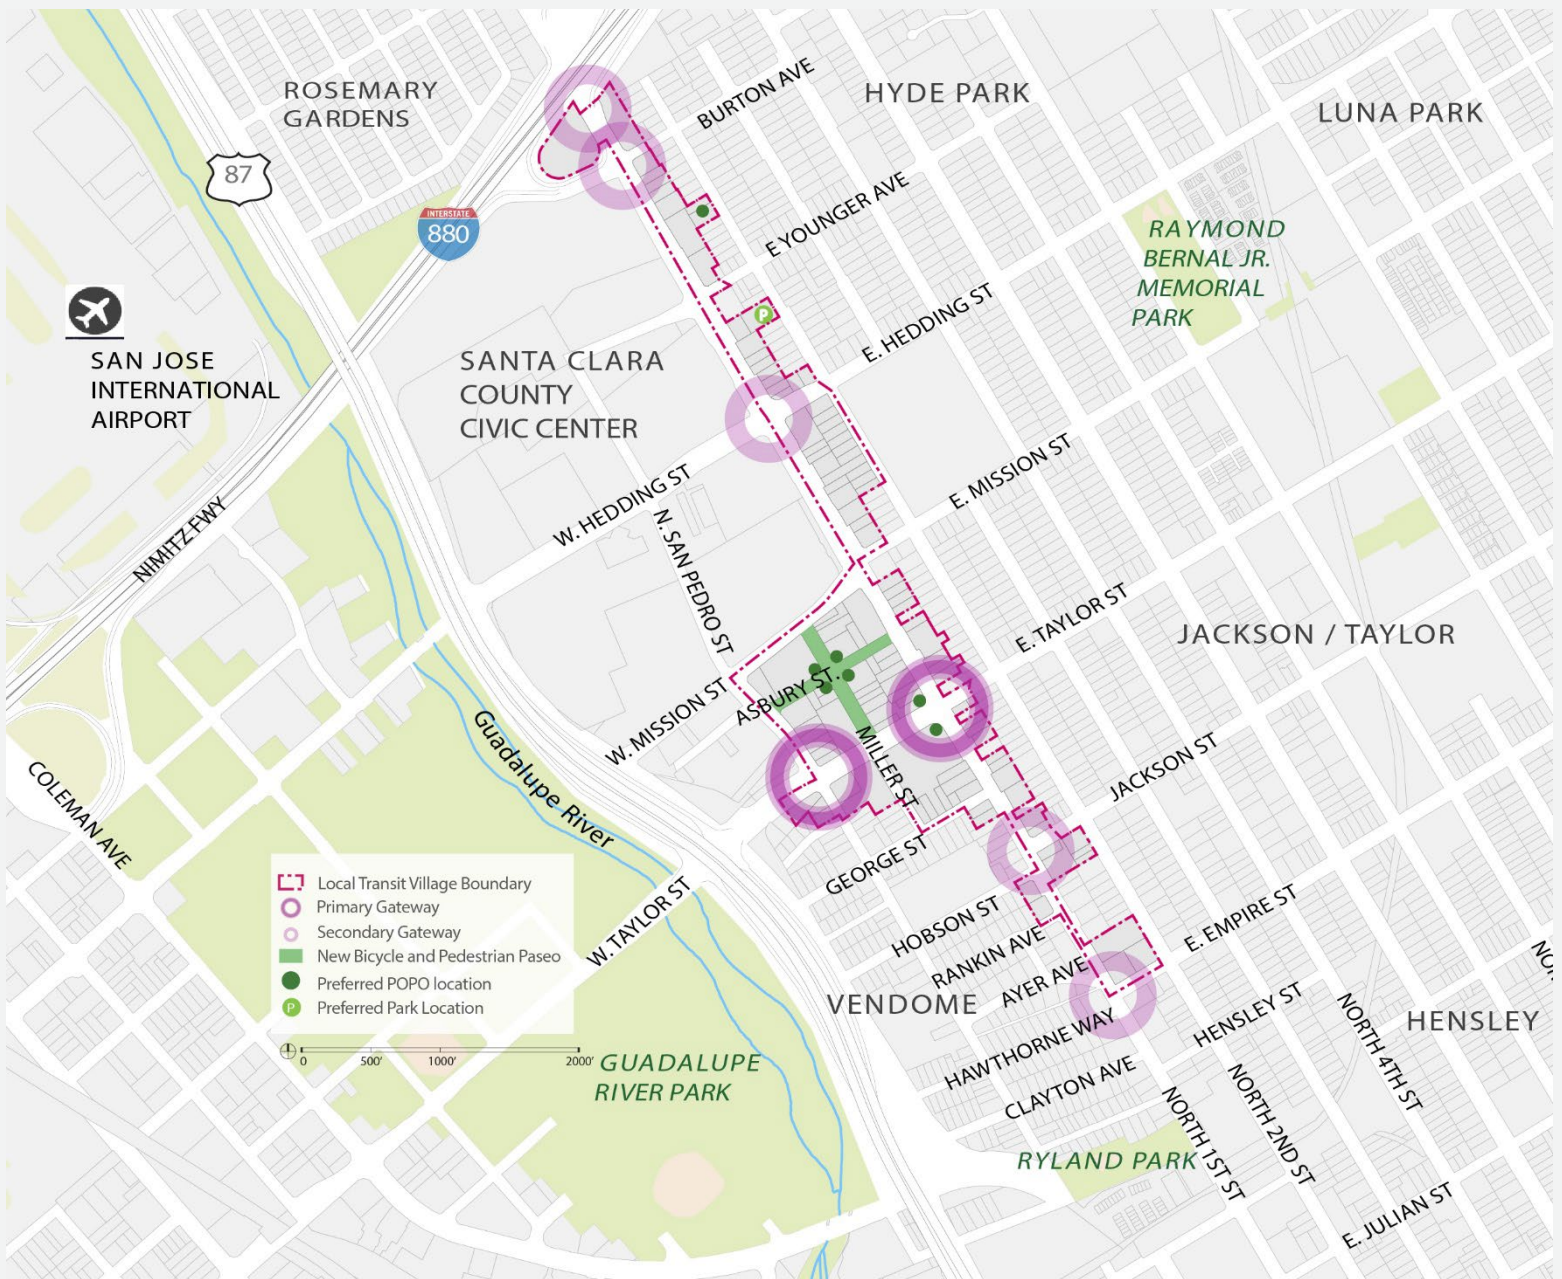 ROSEMARY
GARDENS
BURTON AVE
HYDE PARK
LUNA PARK
87
INTERSTATE
880
E YOUNGER AVE
RAYMOND
BERNAL JR.
MEMORIAL
PARK
E. HEDDING ST
P
SAN JOSE
INTERNATIONAL
AIRPORT
SANTA CLARA
COUNTY
CIVIC CENTER
E. MISSION ST
W. HEDDING ST
NIMITZ FWY
N. SAN PEDRO ST
E. TAYLOR ST
JACKSON / TAYLOR
ASBURY ST.
W. MISSION ST
Guadalupe River
MILLER ST
JACKSON ST
COLEMAN AVE
GEORGE ST
W. TAYLOR ST
HOBSON ST
E. EMPIRE ST
RANKIN AVE
AYER AVE
VENDOME
HENSLEY ST
HENSLEY
HAWTHORNE WAY
NORTH 4TH ST
CLAYTON AVE
NORTH 2ND ST
NORTH 1ST ST
RYLAND PARK
E. JULIAN ST
NO
Local Transit Village Boundary
Primary Gateway
Secondary Gateway
New Bicycle and Pedestrian Paseo
Preferred POPO location
P Preferred Park Location
0 500' 1000' 2000'
GUADALUPE
RIVER PARK